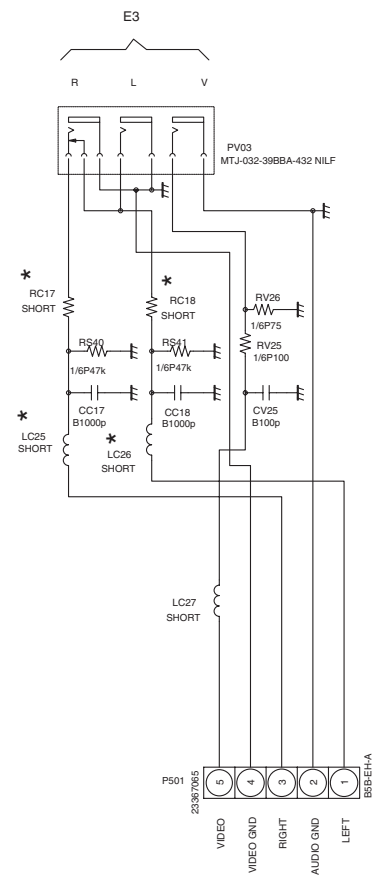 E3
R L V
PV03
MTJ-032-39BBA-432 NILF
*
RC17
SHORT
*
RC18
SHORT
RV26
1/6P75
RS40
1/6P47k
RS41
1/6P47k
RV25
1/6P100
CC17
B1000p
CC18
B1000p
CV25
B100p
*
LC25
SHORT
*
LC26
SHORT
LC27
SHORT
P501
23367065
5 4 3 2 1
B5B-EH-A
VIDEO
VIDEO GND
RIGHT
AUDIO GND
LEFT